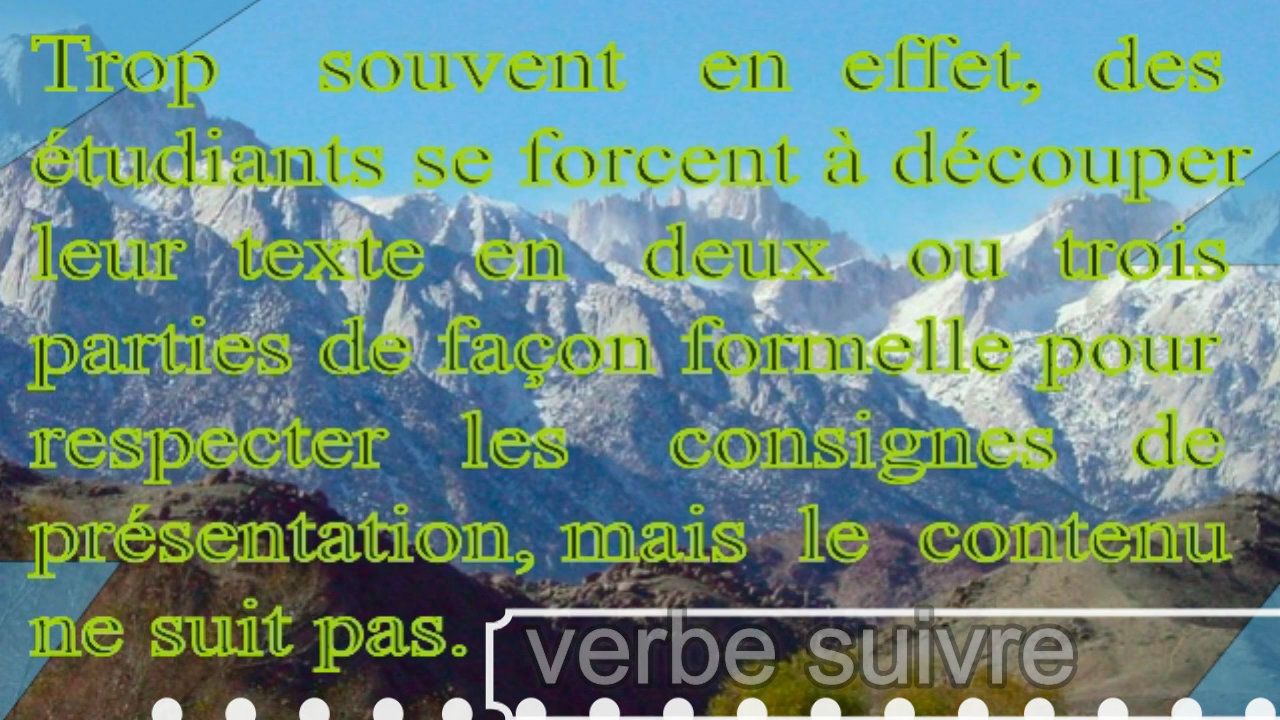 Trop souvent en effet, des
étudiants se forcent à découper
leur texte en deux ou trois
parties de façon formelle pour
respecter les consignes de
présentation, mais le contenu
ne suit pas.
verbe suivre